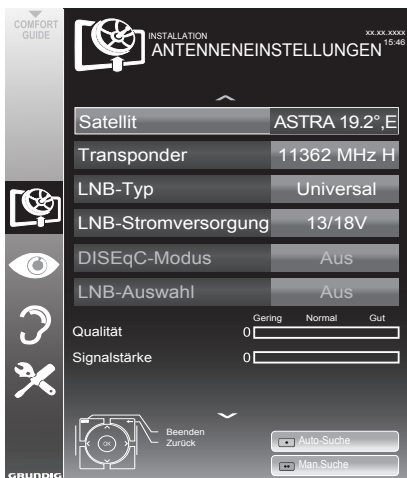 COMFORT
GUIDE
INSTALLATION
ANTENNENEINSTELLUNGEN
xx.xx.xxxx
15:46
Satellit ASTRA 19.2°,E
Transponder 11362 MHz H
LNB-Typ Universal
LNB-Stromversorgung 13/18V
DISEqC-Modus Aus
LNB-Auswahl Aus
Gering Normal Gut
Qualität 0
Signalstärke 0
Beenden
Zurück
OK
Auto-Suche
Man.Suche
GRUNDIG